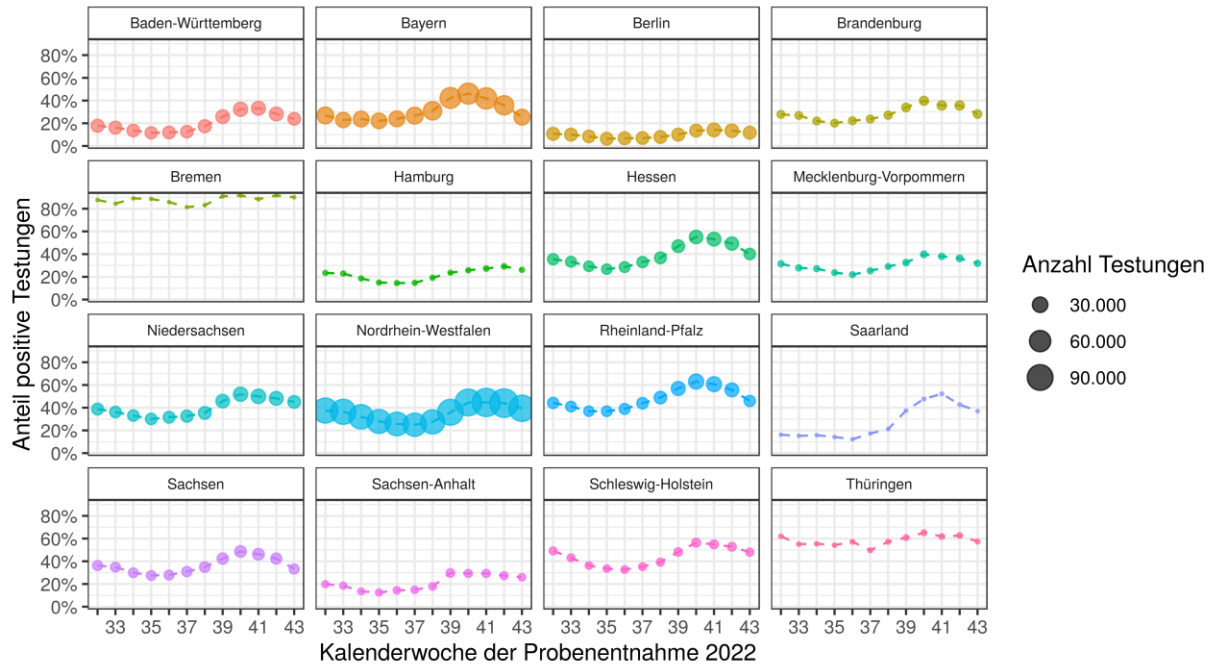 Baden-Württemberg Bayern Berlin Brandenburg
80%
60%
40%
20%
0%
Bremen Hamburg Hessen Mecklenburg-Vorpommern
80%
60%
40%
20%
0%
Niedersachsen Nordrhein-Westfalen Rheinland-Pfalz Saarland
80%
60%
40%
20%
0%
Sachsen Sachsen-Anhalt Schleswig-Holstein Thüringen
80%
60%
40%
20%
0%
33 35 37 39 41 43 33 35 37 39 41 43 33 35 37 39 41 43 33 35 37 39 41 43
Kalenderwoche der Probenentnahme 2022
Anteil positive Testungen
Anzahl Testungen
30.000
60.000
90.000